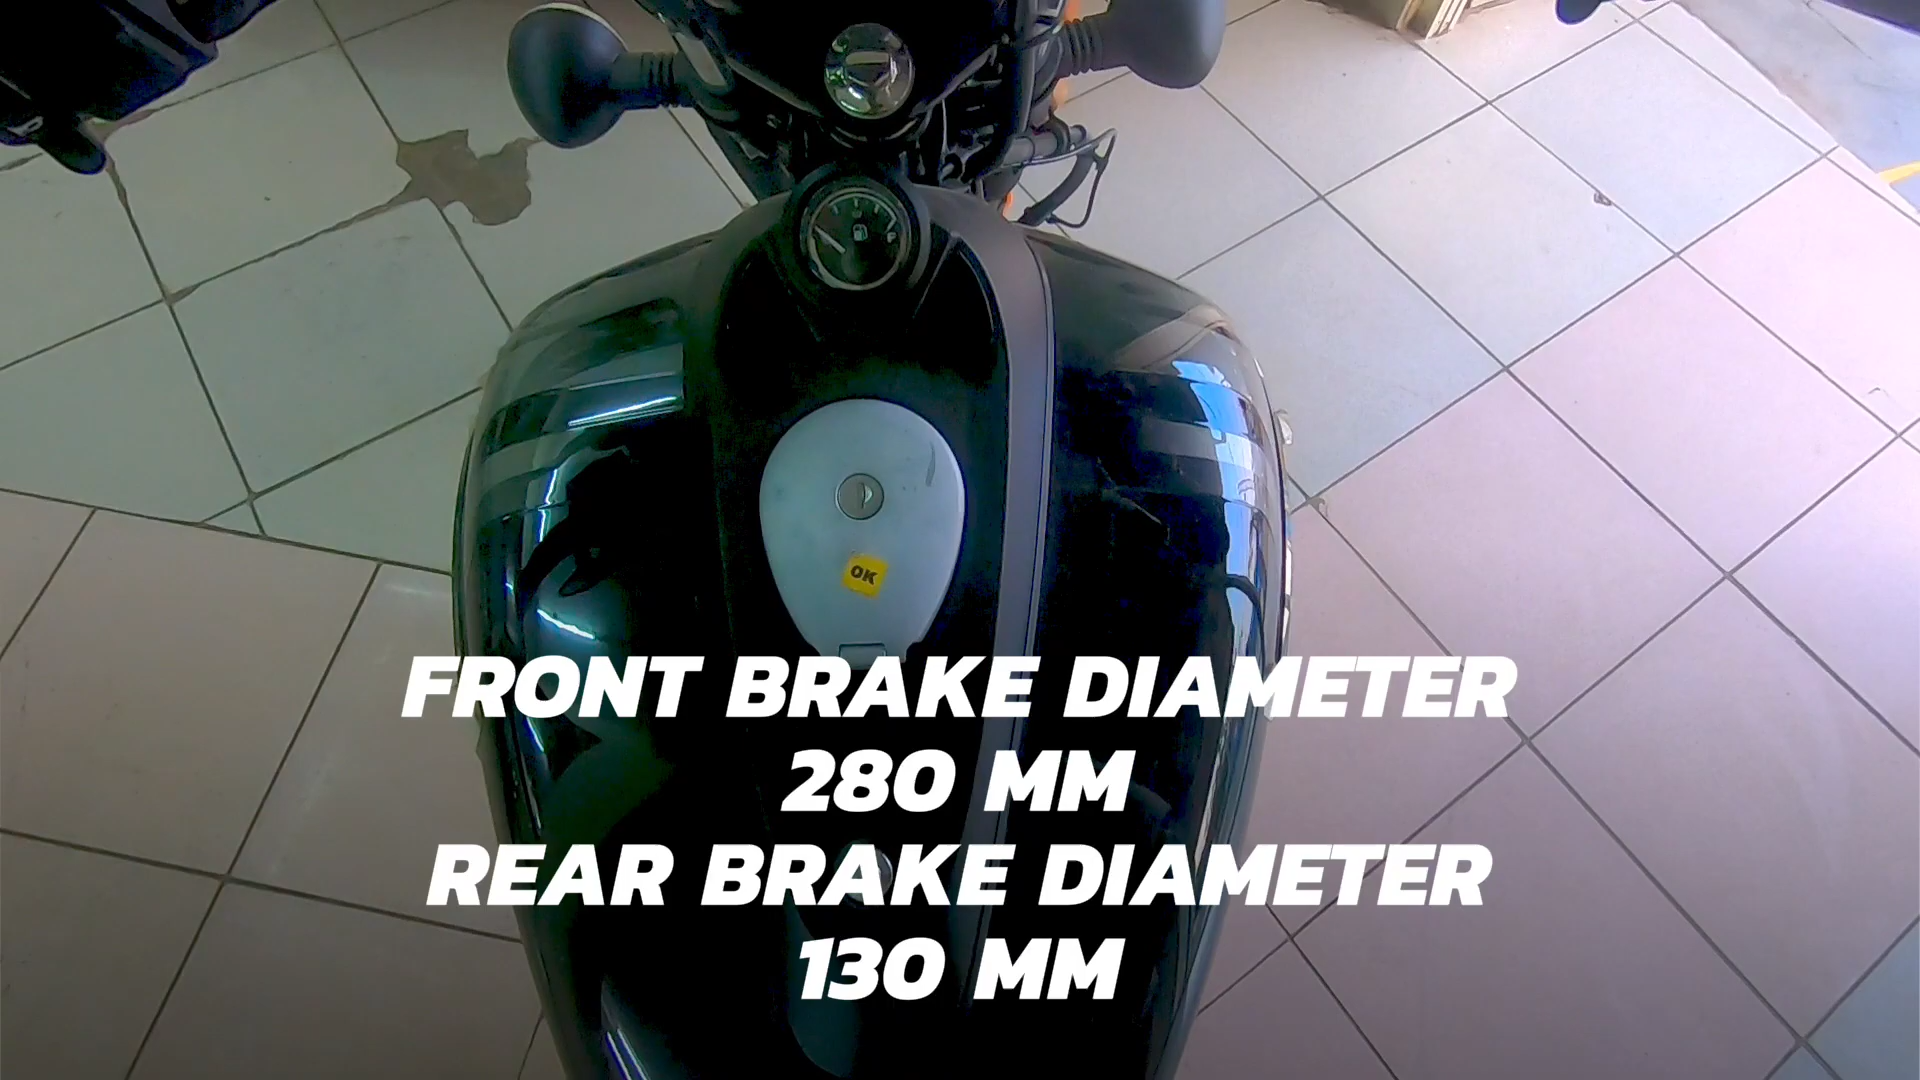 OK
FRONT BRAKE DIAMETER
280 MM
REAR BRAKE DIAMETER
130 MM